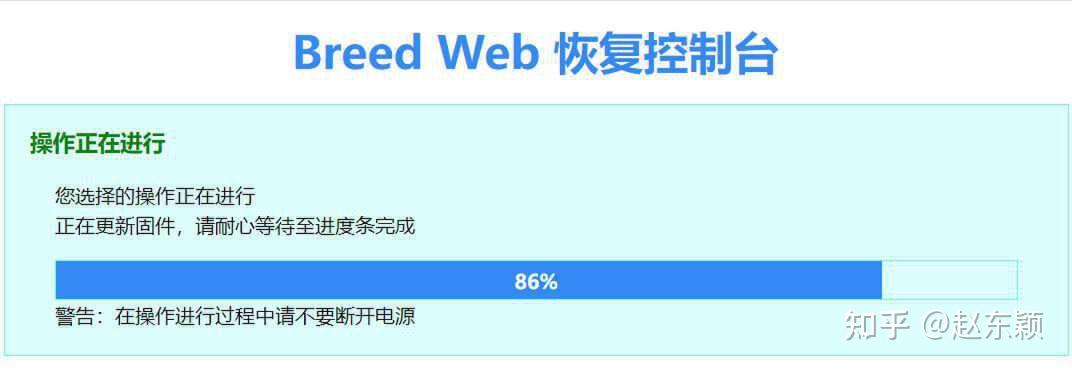 Breed Web 恢复控制台
操作正在进行
您选择的操作正在进行
正在更新固件，请耐心等待至进度条完成
86%
警告：在操作进行过程中请不要断开电源
知乎 @赵东颖